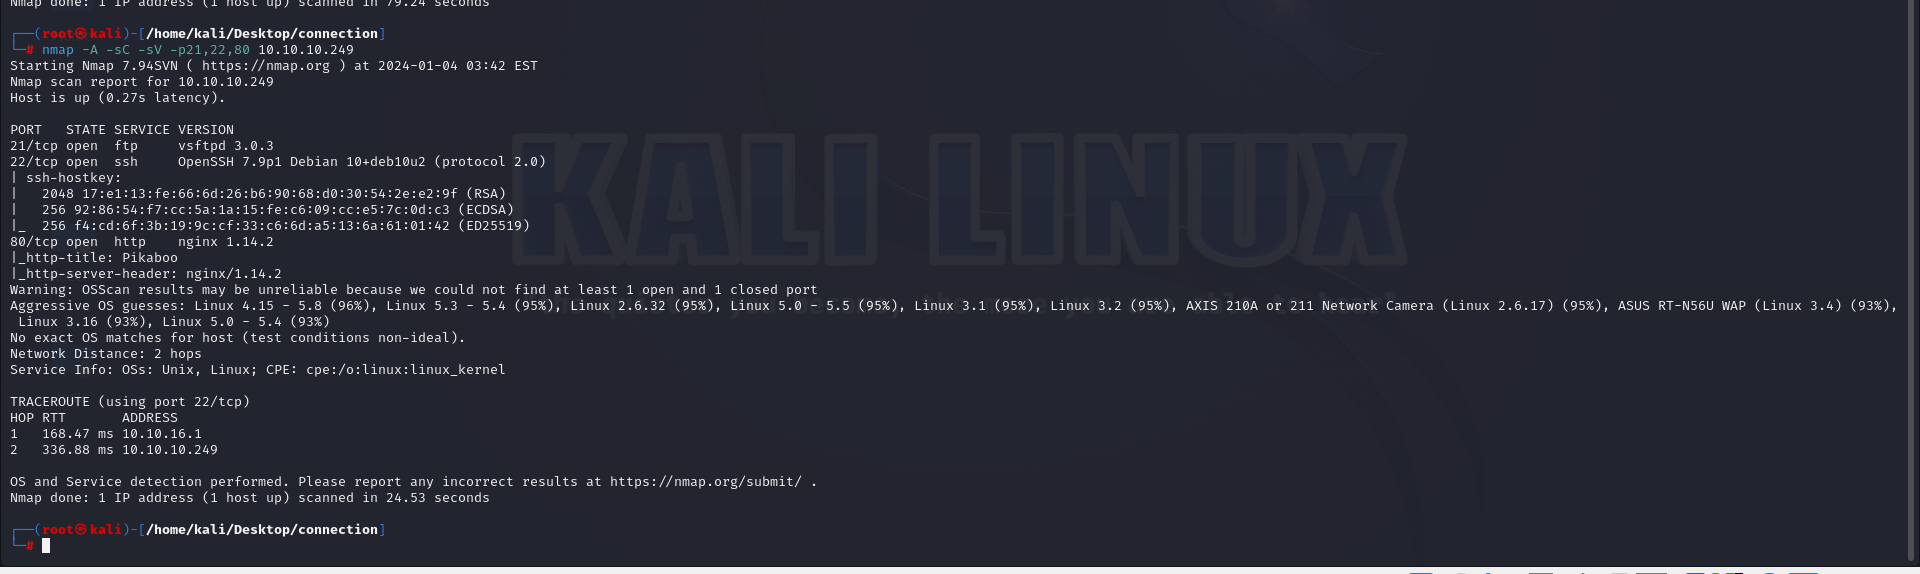 Nmap done: 1 IP address (1 host up) scanned in 79.24 seconds
┌──(root㉿kali)-[/home/kali/Desktop/connection]
└─# nmap -A -sC -sV -p21,22,80 10.10.10.249
Starting Nmap 7.94SVN ( https://nmap.org ) at 2024-01-04 03:42 EST
Nmap scan report for 10.10.10.249
Host is up (0.27s latency).
PORT   STATE SERVICE VERSION
21/tcp open  ftp     vsftpd 3.0.3
22/tcp open  ssh     OpenSSH 7.9p1 Debian 10+deb10u2 (protocol 2.0)
| ssh-hostkey:
|   2048 17:e1:13:fe:66:6d:26:b6:90:68:d0:30:54:2e:e2:9f (RSA)
|   256 92:86:54:f7:cc:5a:1a:15:fe:c6:09:cc:e5:7c:0d:c3 (ECDSA)
|_  256 f4:cd:6f:3b:19:9c:cf:33:c6:6d:a5:13:6a:61:01:42 (ED25519)
80/tcp open  http    nginx 1.14.2
|_http-title: Pikaboo
|_http-server-header: nginx/1.14.2
Warning: OSScan results may be unreliable because we could not find at least 1 open and 1 closed port
Aggressive OS guesses: Linux 4.15 - 5.8 (96%), Linux 5.3 - 5.4 (95%), Linux 2.6.32 (95%), Linux 5.0 - 5.5 (95%), Linux 3.1 (95%), Linux 3.2 (95%), AXIS 210A or 211 Network Camera (Linux 2.6.17) (95%), ASUS RT-N56U WAP (Linux 3.4) (93%),
Linux 3.16 (93%), Linux 5.0 - 5.4 (93%)
No exact OS matches for host (test conditions non-ideal).
Network Distance: 2 hops
Service Info: OSs: Unix, Linux; CPE: cpe:/o:linux:linux_kernel
TRACEROUTE (using port 22/tcp)
HOP RTT       ADDRESS
1   168.47 ms 10.10.16.1
2   336.88 ms 10.10.10.249
OS and Service detection performed. Please report any incorrect results at https://nmap.org/submit/ .
Nmap done: 1 IP address (1 host up) scanned in 24.53 seconds
┌──(root㉿kali)-[/home/kali/Desktop/connection]
└─#
KALI LINUX